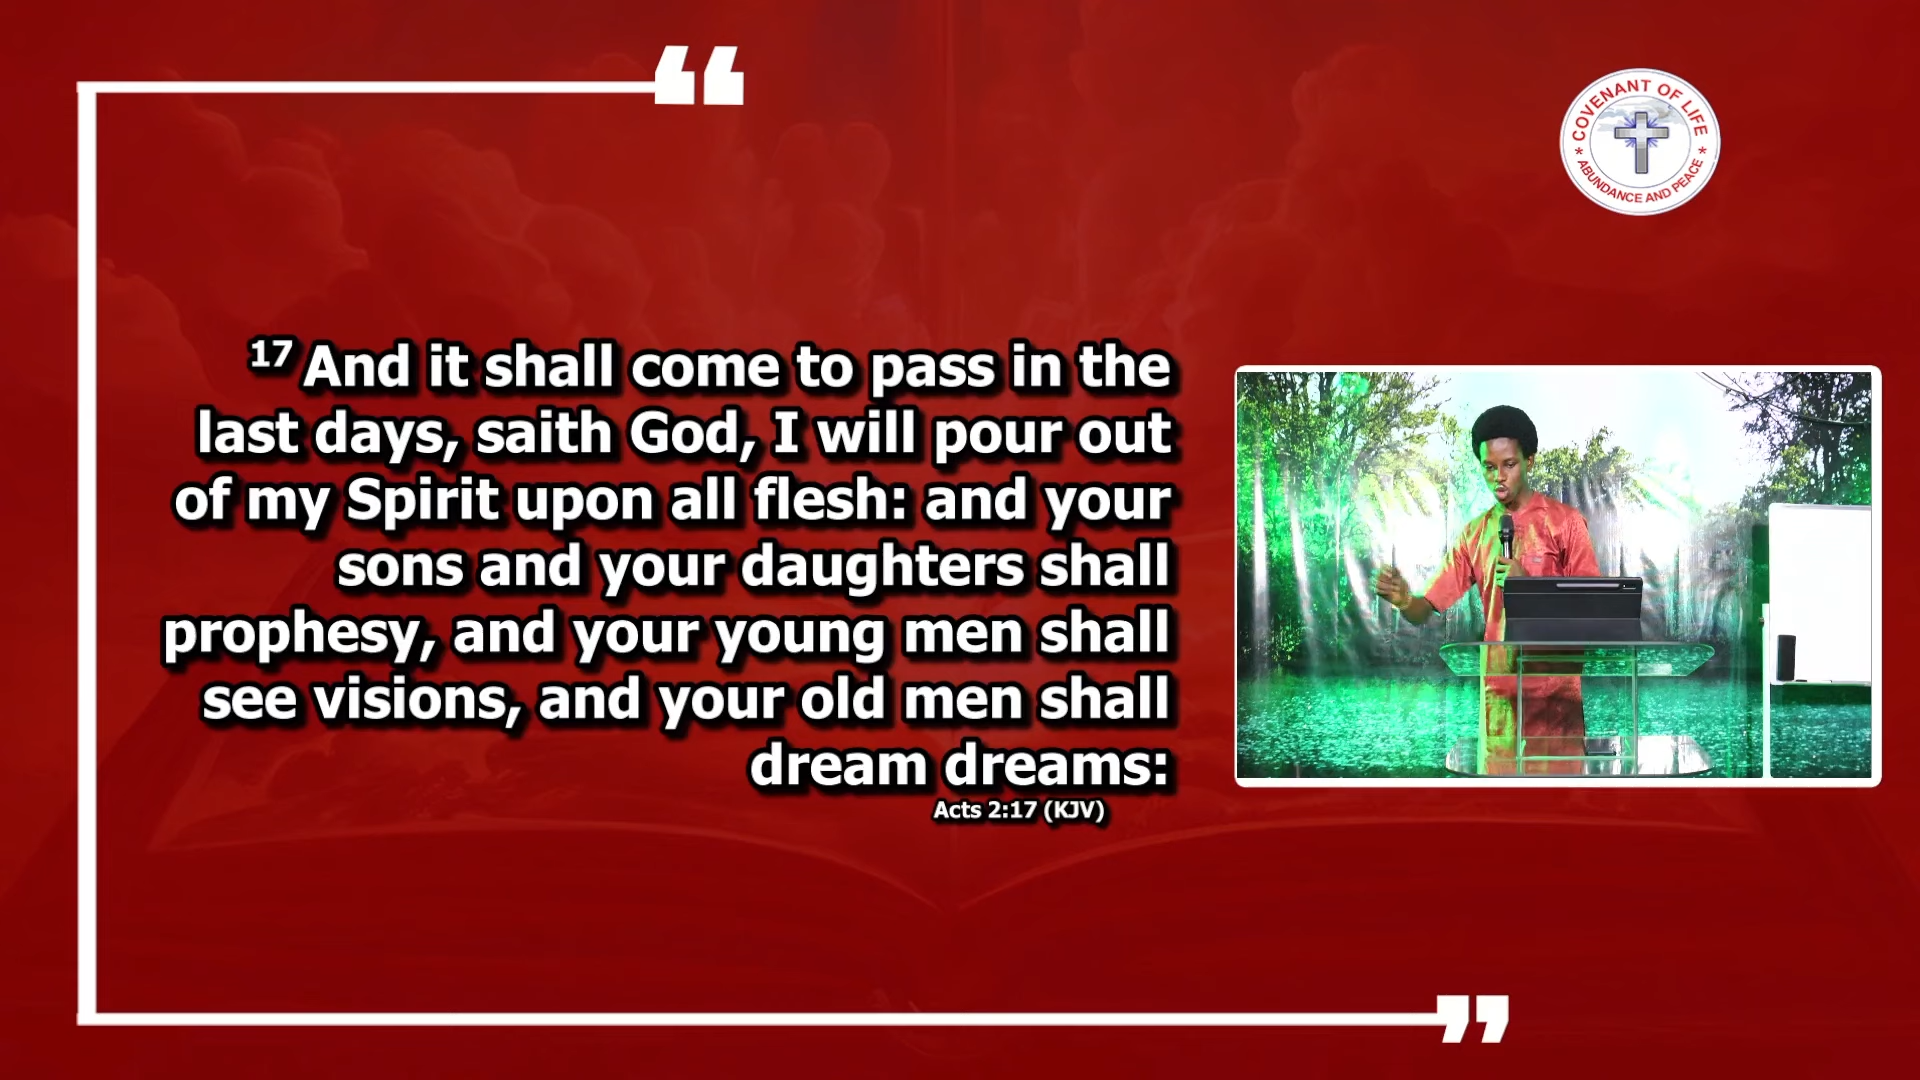 ❝
COVENANT OF LIFE
* ABUNDANCE AND PEACE *
17 And it shall come to pass in the
last days, saith God, I will pour out
of my Spirit upon all flesh: and your
sons and your daughters shall
prophesy, and your young men shall
see visions, and your old men shall
dream dreams:
Acts 2:17 (KJV)
❞